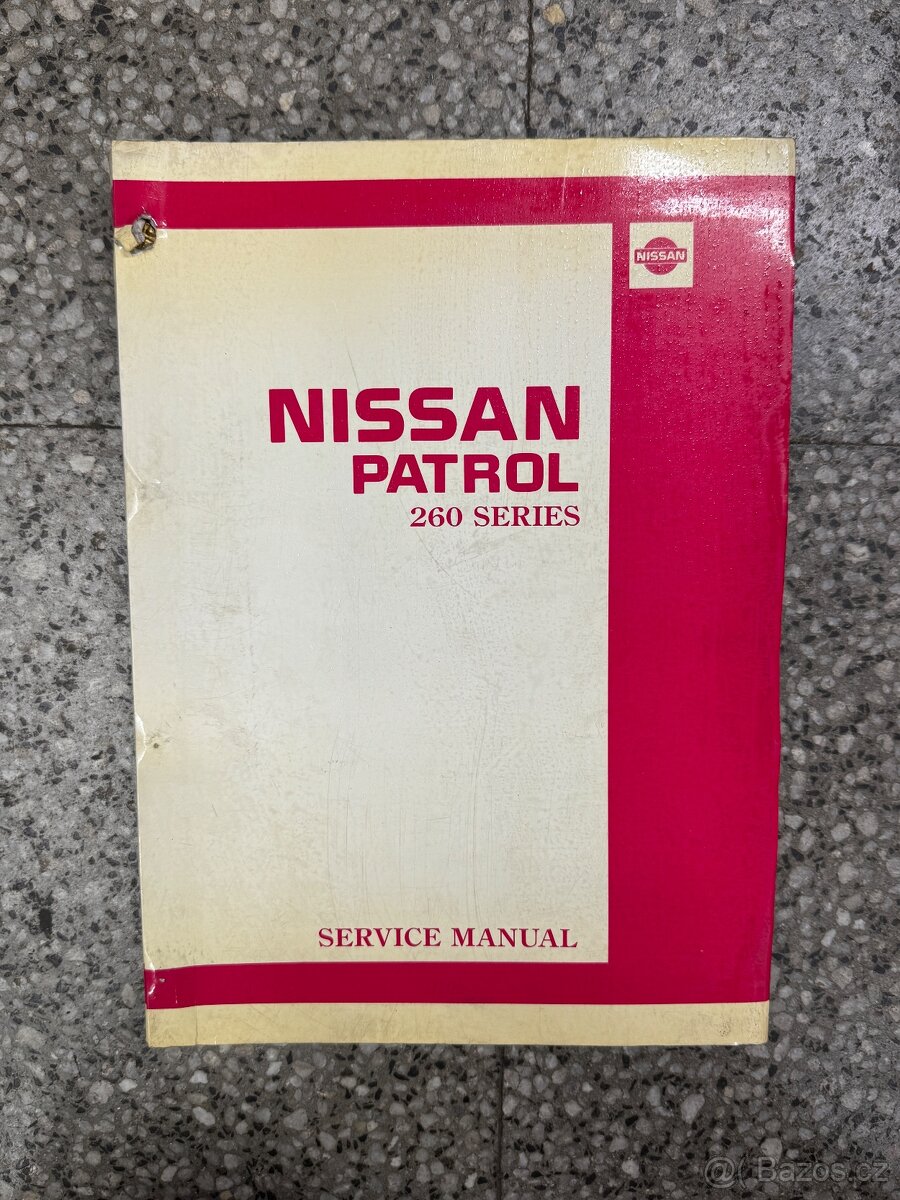 NISSAN
NISSAN
PATROL
260 SERIES
SERVICE MANUAL
@ Bazos.cz